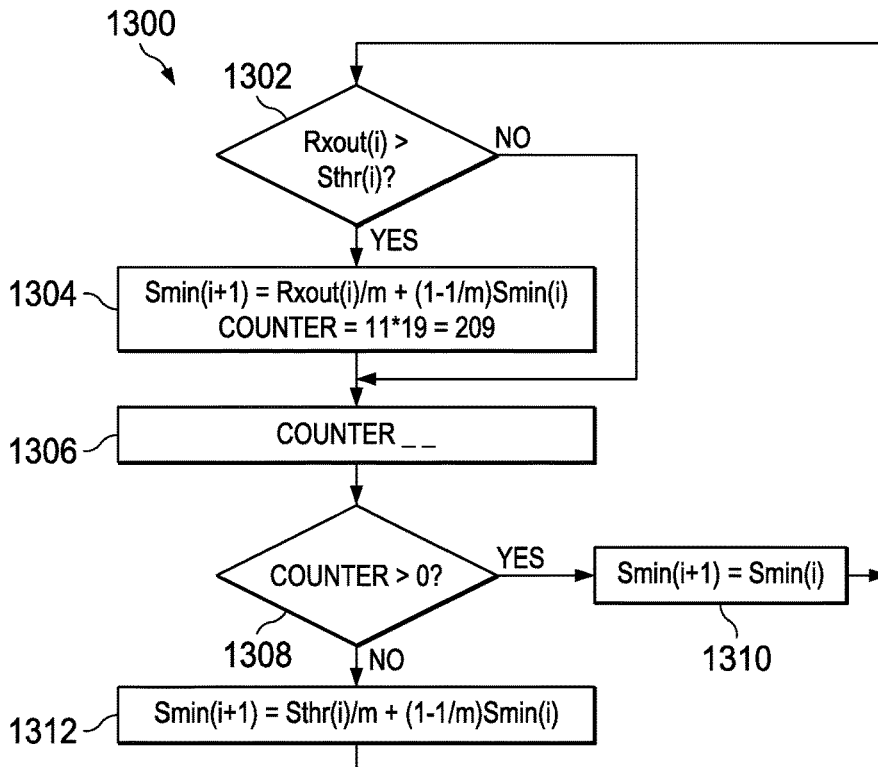 1300
1302
Rxout(i) >
Sthr(i)?
NO
YES
1304
Smin(i+1) = Rxout(i)/m + (1-1/m)Smin(i)
COUNTER = 11*19 = 209
1306
COUNTER _ _
COUNTER > 0?
YES
Smin(i+1) = Smin(i)
1308
1310
NO
1312
Smin(i+1) = Sthr(i)/m + (1-1/m)Smin(i)